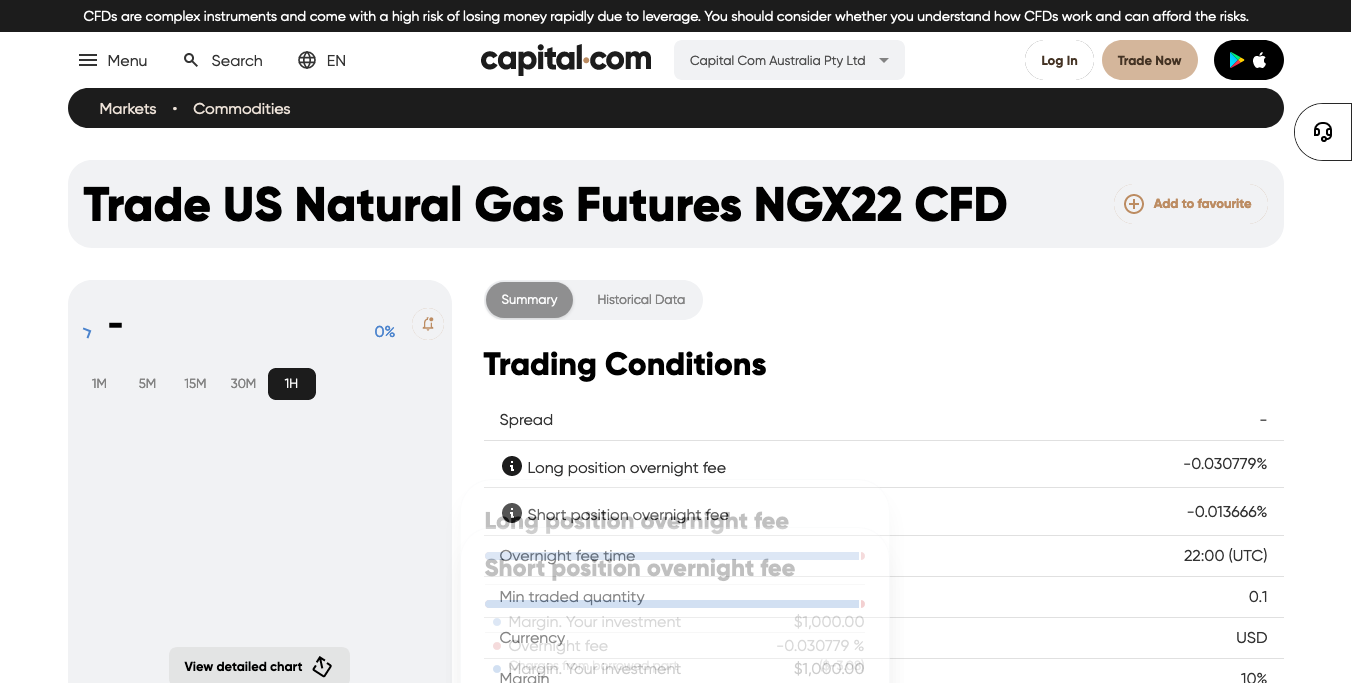 CFDs are complex instruments and come with a high risk of losing money rapidly due to leverage. You should consider whether you understand how CFDs work and can afford the risks.
Menu Search EN capital.com Capital Com Australia Pty Ltd Log In Trade Now
Markets • Commodities
Trade US Natural Gas Futures NGX22 CFD Add to favourite
Summary Historical Data
- 0%
1M 5M 15M 30M 1H
Trading Conditions
Spread -
Long position overnight fee -0.030779%
Short position overnight fee -0.013666%
Long position overnight fee
Overnight fee time 22:00 (UTC)
Short position overnight fee
Min traded quantity 0.1
Margin. Your investment $1,000.00
Currency USD
Overnight fee -0.030779 %
Margin. Your investment $1,000.00
Margin 10%
View detailed chart